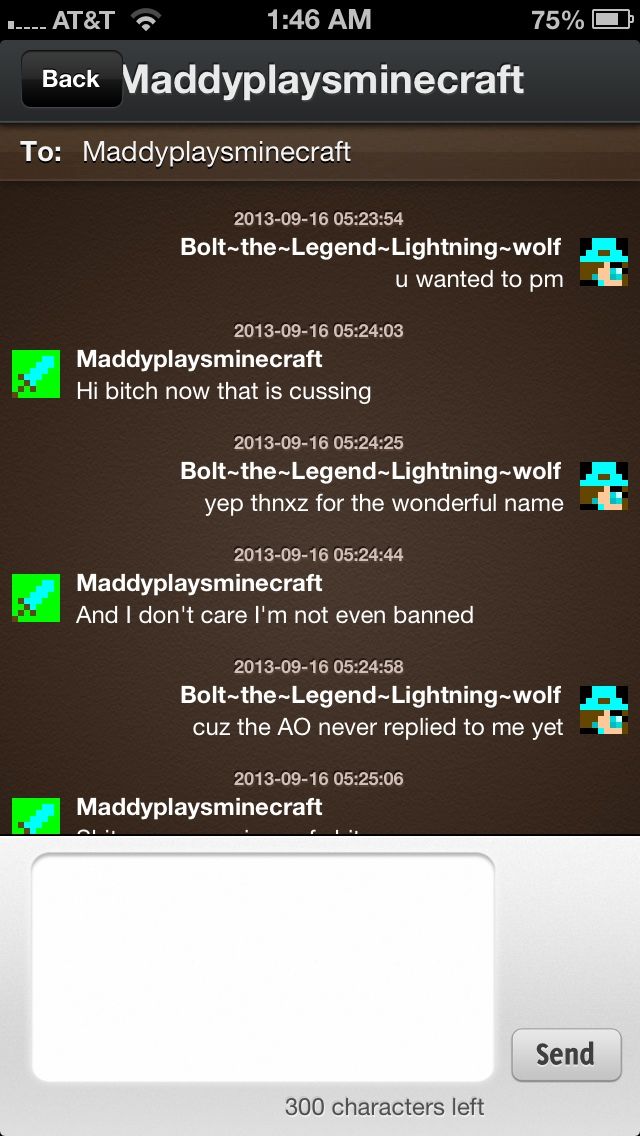 AT&T 1:46 AM 75%
Back Maddyplaysminecraft
To: Maddyplaysminecraft
2013-09-16 05:23:54
Bolt~the~Legend~Lightning~wolf
u wanted to pm
2013-09-16 05:24:03
Maddyplaysminecraft
Hi bitch now that is cussing
2013-09-16 05:24:25
Bolt~the~Legend~Lightning~wolf
yep thnxz for the wonderful name
2013-09-16 05:24:44
Maddyplaysminecraft
And I don't care I'm not even banned
2013-09-16 05:24:58
Bolt~the~Legend~Lightning~wolf
cuz the AO never replied to me yet
2013-09-16 05:25:06
Maddyplaysminecraft
Send
300 characters left